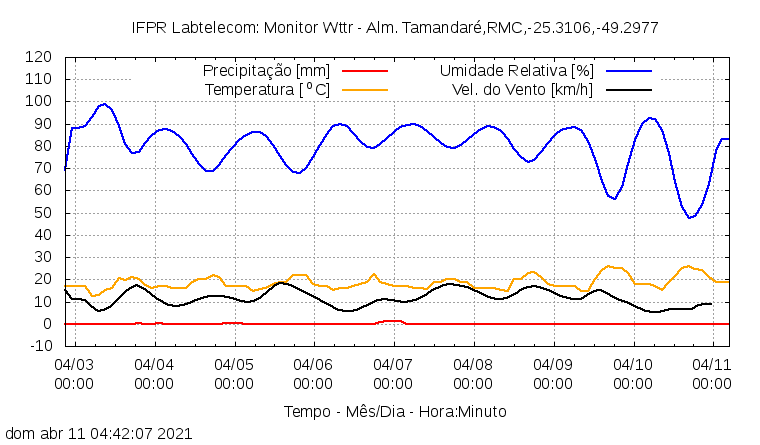 IFPR Labtelecom: Monitor Wttr - Alm. Tamandaré,RMC,-25.3106,-49.2977
Precipitação [mm] Umidade Relativa [%]
Temperatura [°C] Vel. do Vento [km/h]
120
110
100
90
80
70
60
50
40
30
20
10
0
-10
04/03 04/04 04/05 04/06 04/07 04/08 04/09 04/10 04/11
00:00 00:00 00:00 00:00 00:00 00:00 00:00 00:00 00:00
Tempo - Mês/Dia - Hora:Minuto
dom abr 11 04:42:07 2021